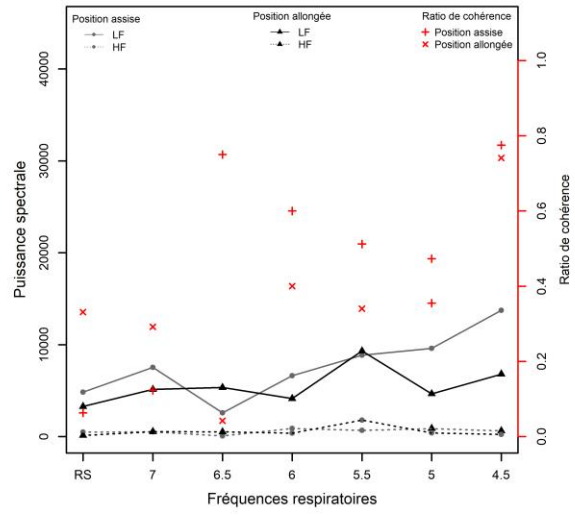 Position assise
LF
HF
Position allongée
LF
HF
Ratio de cohérence
Position assise
Position allongée
Puissance spectrale
40000
30000
20000
10000
0
Ratio de cohérence
1.0
0.8
0.6
0.4
0.2
0.0
RS 7 6.5 6 5.5 5 4.5
Fréquences respiratoires